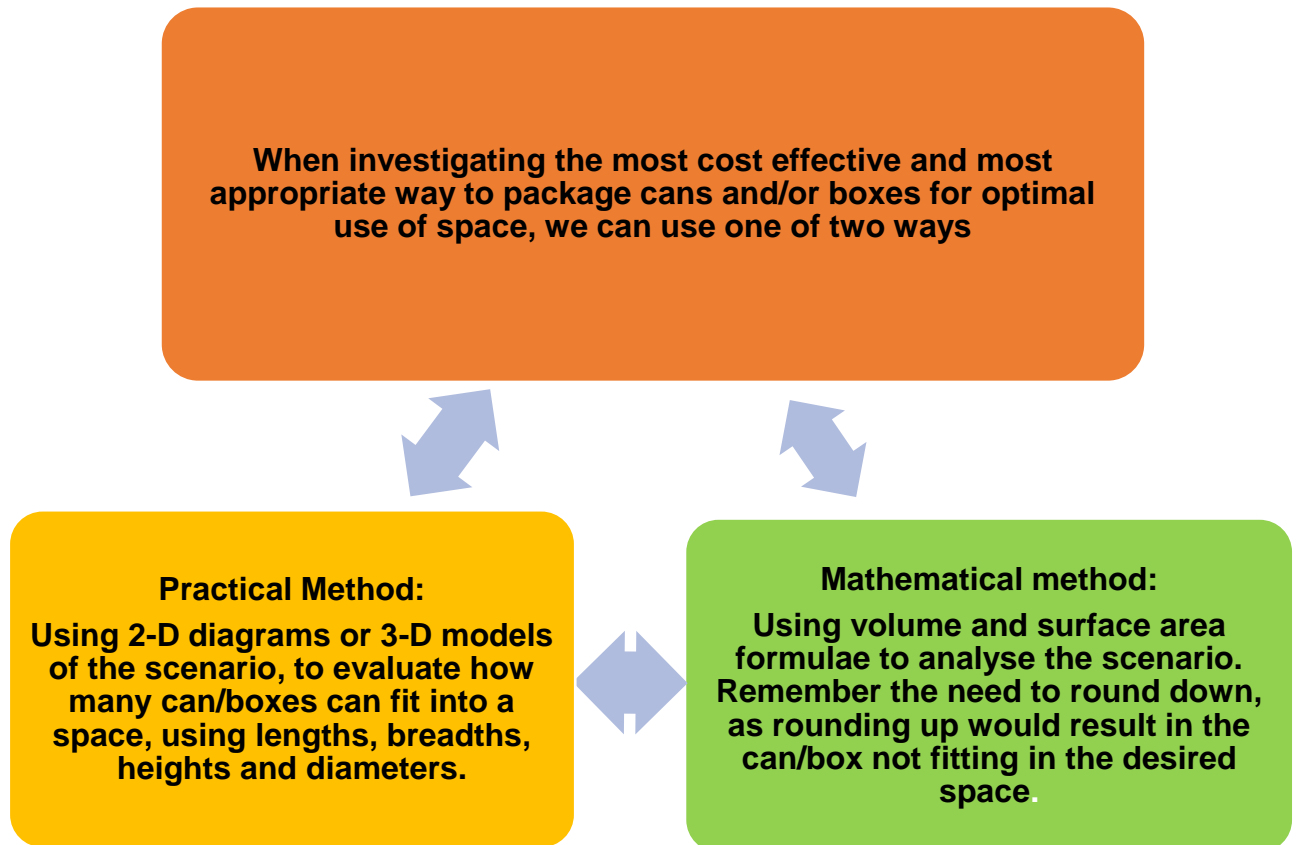 When investigating the most cost effective and most
appropriate way to package cans and/or boxes for optimal
use of space, we can use one of two ways
Practical Method:
Using 2-D diagrams or 3-D models
of the scenario, to evaluate how
many can/boxes can fit into a
space, using lengths, breadths,
heights and diameters.
Mathematical method:
Using volume and surface area
formulae to analyse the scenario.
Remember the need to round down,
as rounding up would result in the
can/box not fitting in the desired
space.